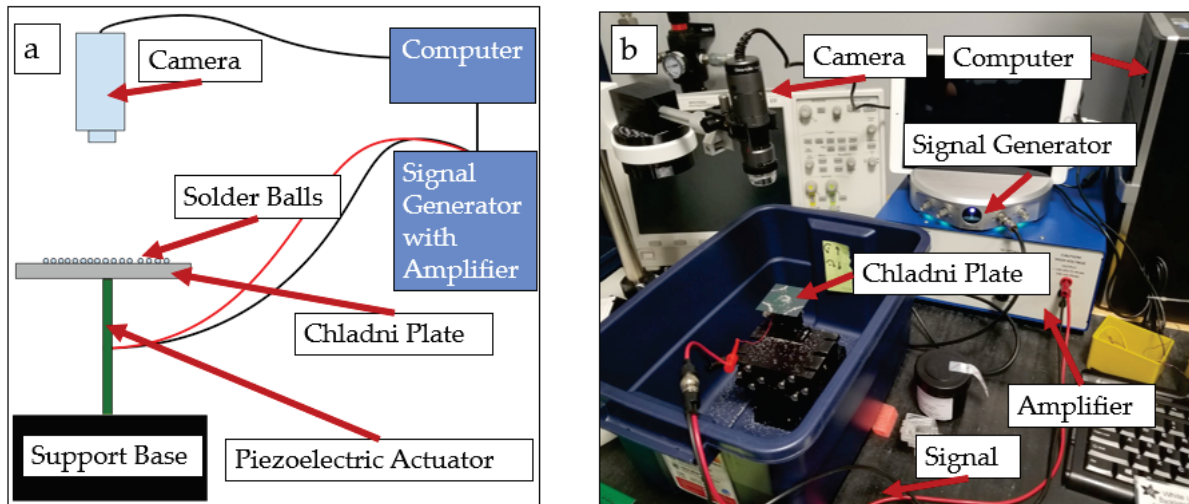 a
Camera
Computer
Signal
Generator
with
Amplifier
Solder Balls
Chladni Plate
Support Base
Piezoelectric Actuator
b
Camera
Computer
Signal Generator
Chladni Plate
Amplifier
Signal